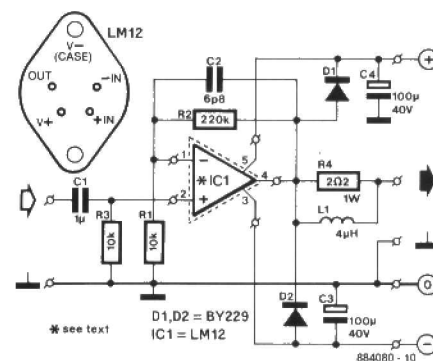 LM12
V−
(CASE)
OUT
−IN
V+
+IN
C2
6p8
R2
220k
D1
C4
100µ
40V
+
1
2
−
+
* IC1
5
4
3
R4
2Ω2
1W
L1
4µH
C1
1µ
R3
10k
R1
10k
D2
C3
100µ
40V
0
−
* see text
D1,D2 = BY229
IC1 = LM12
884080 - 10